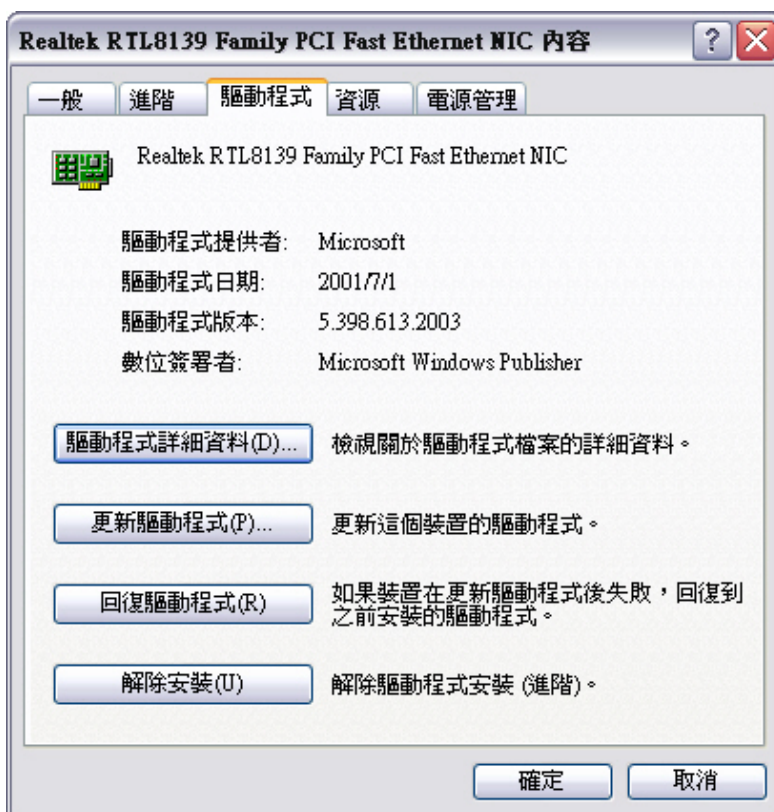 Realtek RTL8139 Family PCI Fast Ethernet NIC 內容
一般 進階 驅動程式 資源 電源管理
Realtek RTL8139 Family PCI Fast Ethernet NIC
驅動程式提供者: Microsoft
驅動程式日期: 2001/7/1
驅動程式版本: 5.398.613.2003
數位簽署者: Microsoft Windows Publisher
驅動程式詳細資料(D)... 檢視關於驅動程式檔案的詳細資料。
更新驅動程式(P)... 更新這個裝置的驅動程式。
回復驅動程式(R) 如果裝置在更新驅動程式後失敗，回復到
之前安裝的驅動程式。
解除安裝(U) 解除驅動程式安裝 (進階)。
確定 取消